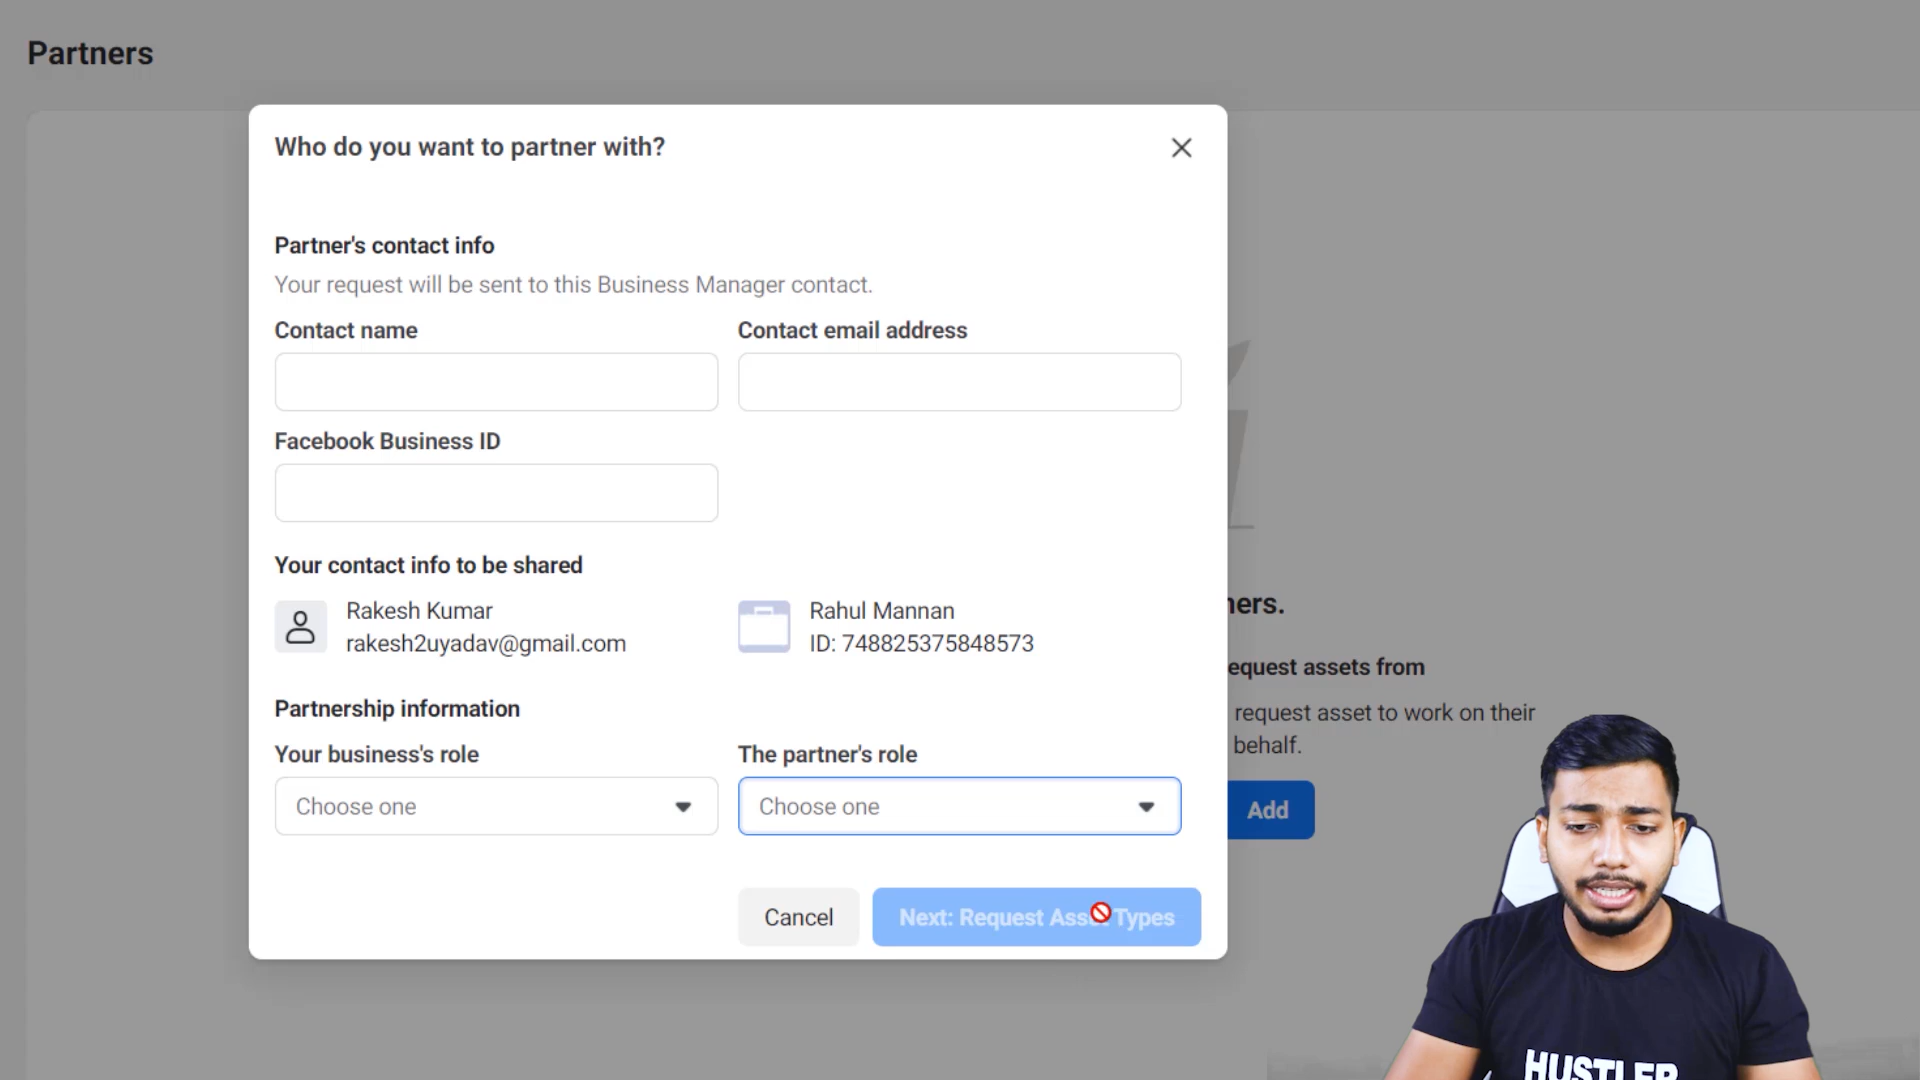 Partners
Who do you want to partner with?
Partner's contact info
Your request will be sent to this Business Manager contact.
Contact name
Contact email address
Facebook Business ID
Your contact info to be shared
Rakesh Kumar
rakesh2uyadav@gmail.com
Rahul Mannan
ID: 748825375848573
Partnership information
Your business's role
The partner's role
Choose one
Choose one
Cancel
Next: Request Asset Types
ners.
equest assets from
request asset to work on their
behalf.
Add
HUSTLER